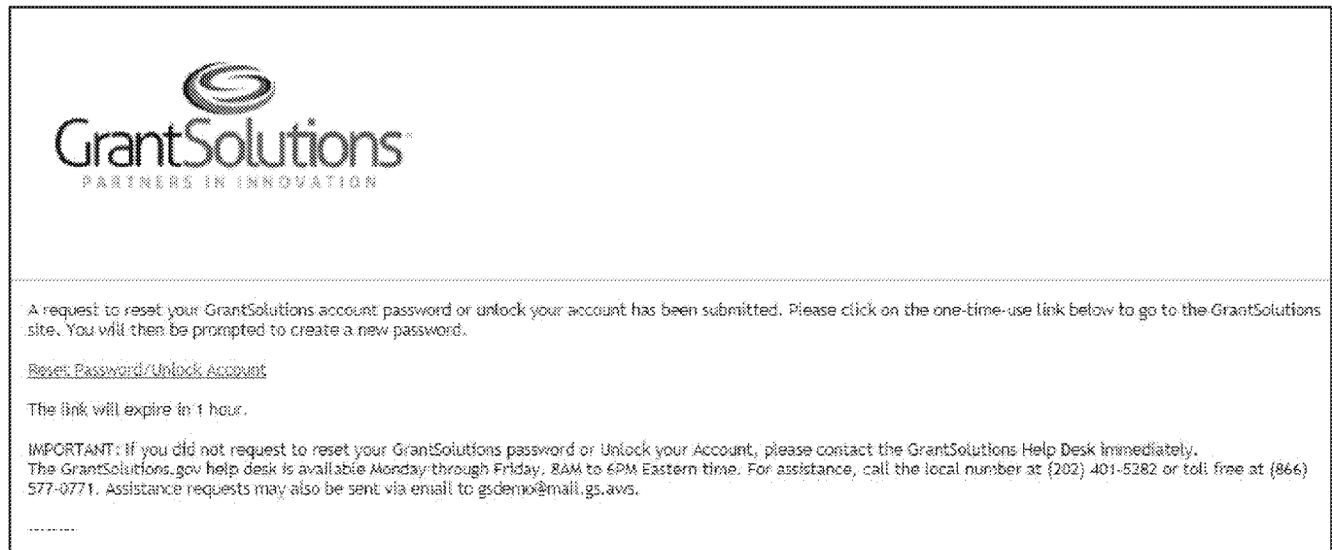 GrantSolutions
PARTNERS IN INNOVATION
A request to reset your GrantSolutions account password or unlock your account has been submitted. Please click on the one-time-use link below to go to the GrantSolutions
site. You will then be prompted to create a new password.
Reset Password/Unlock Account
The link will expire in 1 hour.
IMPORTANT: If you did not request to reset your GrantSolutions password or Unlock your Account, please contact the GrantSolutions Help Desk immediately.
The GrantSolutions.gov help desk is available Monday through Friday, 8AM to 6PM Eastern time. For assistance, call the local number at (202) 401-5282 or toll free at (866)
577-0771. Assistance requests may also be sent via email to gsdemo@mail.gs.aws.
--------